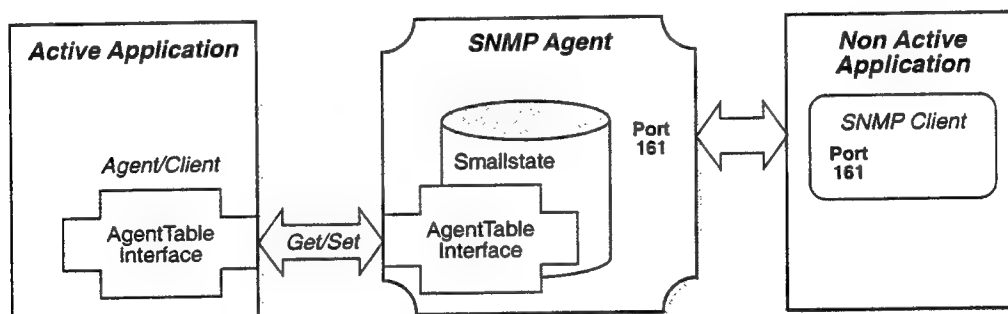 Active Application
Agent/Client
AgentTable
Interface
Get/Set
SNMP Agent
Smallstate
Port
161
AgentTable
Interface
Non Active
Application
SNMP Client
Port
161